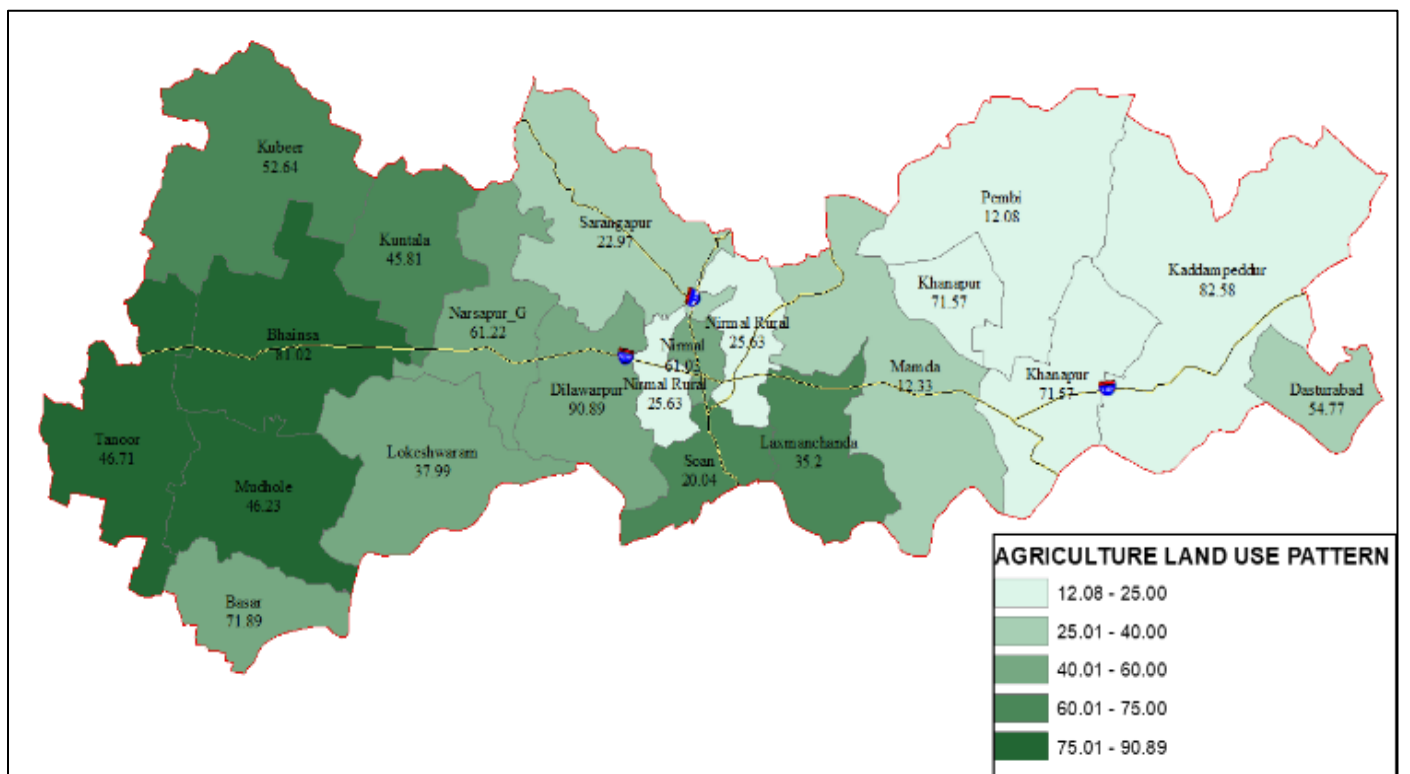 Kubeer
52.64
Kuntala
45.81
Sarangapur
22.97
Pembi
12.08
Khanapur
71.57
Kaddampeddur
82.58
Narsapur_G
61.22
Bhainsa
81.02
Nirmal Rural
25.63
Nirmal
61.03
Nirmal Rural
25.63
Dilawarpur
90.89
Mamda
12.33
Khanapur
71.57
Dasturabad
54.77
Tanoor
46.71
Lokeshwaram
37.99
Laxmanchanda
35.2
Soan
20.04
Mudhole
46.23
Basar
71.89
AGRICULTURE LAND USE PATTERN
12.08 - 25.00
25.01 - 40.00
40.01 - 60.00
60.01 - 75.00
75.01 - 90.89